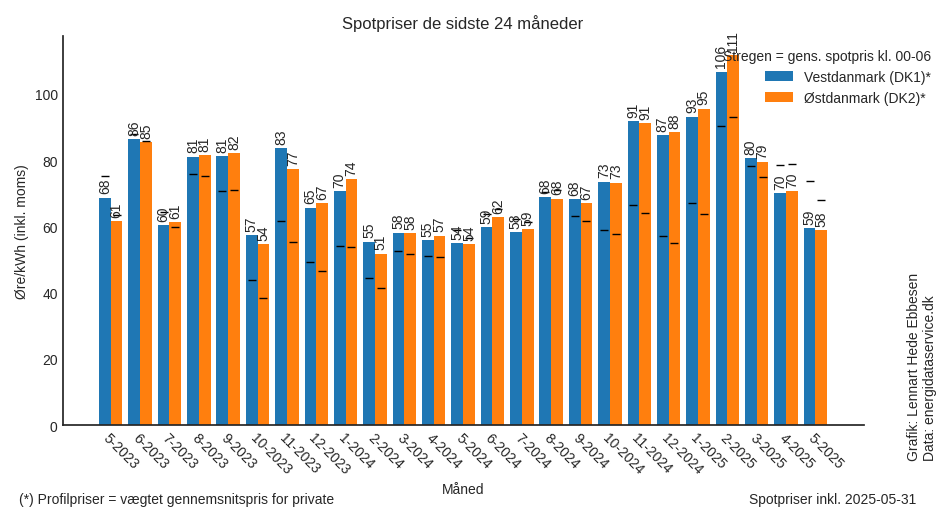 Spotpriser de sidste 24 måneder
Stregen = gens. spotpris kl. 00-06
Vestdanmark (DK1)*
Østdanmark (DK2)*
Øre/kWh (inkl. moms)
100
80
60
40
20
0
68 61 86 85 60 61 81 81 81 82 57 54 83 77 65 67 70 74 55 51 58 58 55 57 54 54 59 62 58 59 68 68 68 67 73 73 91 91 87 88 93 95 106 111 80 79 70 70 59 58
5-2023 6-2023 7-2023 8-2023 9-2023 10-2023 11-2023 12-2023 1-2024 2-2024 3-2024 4-2024 5-2024 6-2024 7-2024 8-2024 9-2024 10-2024 11-2024 12-2024 1-2025 2-2025 3-2025 4-2025 5-2025
Måned
Grafik: Lennart Hede Ebbesen
Data: energidataservice.dk
(*) Profilpriser = vægtet gennemsnitspris for private
Spotpriser inkl. 2025-05-31